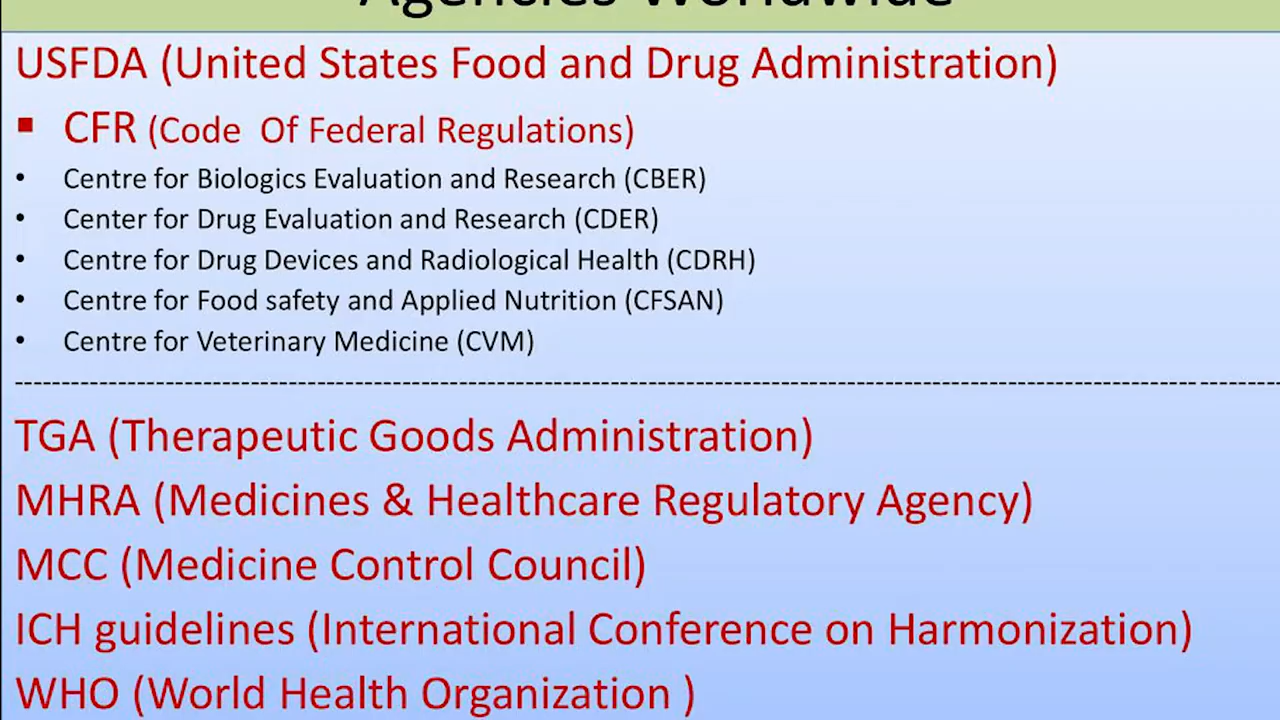 Agencies Worldwide
USFDA (United States Food and Drug Administration)
▪ CFR (Code Of Federal Regulations)
• Centre for Biologics Evaluation and Research (CBER)
• Center for Drug Evaluation and Research (CDER)
• Centre for Drug Devices and Radiological Health (CDRH)
• Centre for Food safety and Applied Nutrition (CFSAN)
• Centre for Veterinary Medicine (CVM)
TGA (Therapeutic Goods Administration)
MHRA (Medicines & Healthcare Regulatory Agency)
MCC (Medicine Control Council)
ICH guidelines (International Conference on Harmonization)
WHO (World Health Organization )